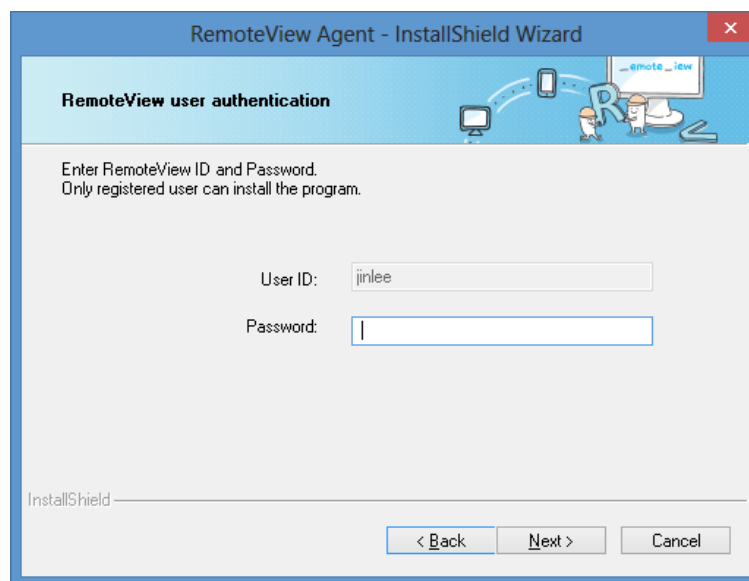 RemoteView Agent - InstallShield Wizard
_emote_iew
RemoteView user authentication
R
V
Enter RemoteView ID and Password.
Only registered user can install the program.
User ID: jinlee
Password:
InstallShield
< Back Next > Cancel